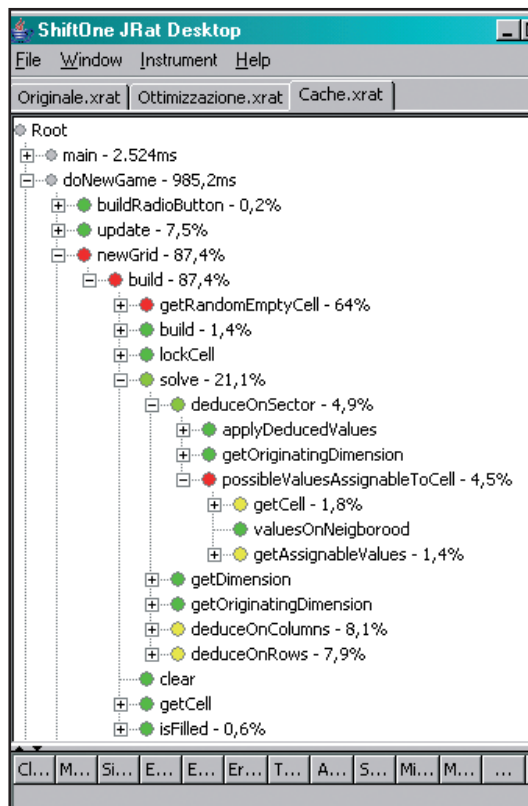 ShiftOne JRat Desktop
File Window Instrument Help
Originale.xrat Ottimizzazione.xrat Cache.xrat
Root
main - 2.524ms
doNewGame - 985,2ms
buildRadioButton - 0,2%
update - 7,5%
newGrid - 87,4%
build - 87,4%
getRandomEmptyCell - 64%
build - 1,4%
lockCell
solve - 21,1%
deduceOnSector - 4,9%
applyDeducedValues
getOriginatingDimension
possibleValuesAssignableToCell - 4,5%
getCell - 1,8%
valuesOnNeigborood
getAssignableValues - 1,4%
getDimension
getOriginatingDimension
deduceOnColumns - 8,1%
deduceOnRows - 7,9%
clear
getCell
isFilled - 0,6%
Cl... M... Si... E... E... Er... T... A... S... Mi... M... ...